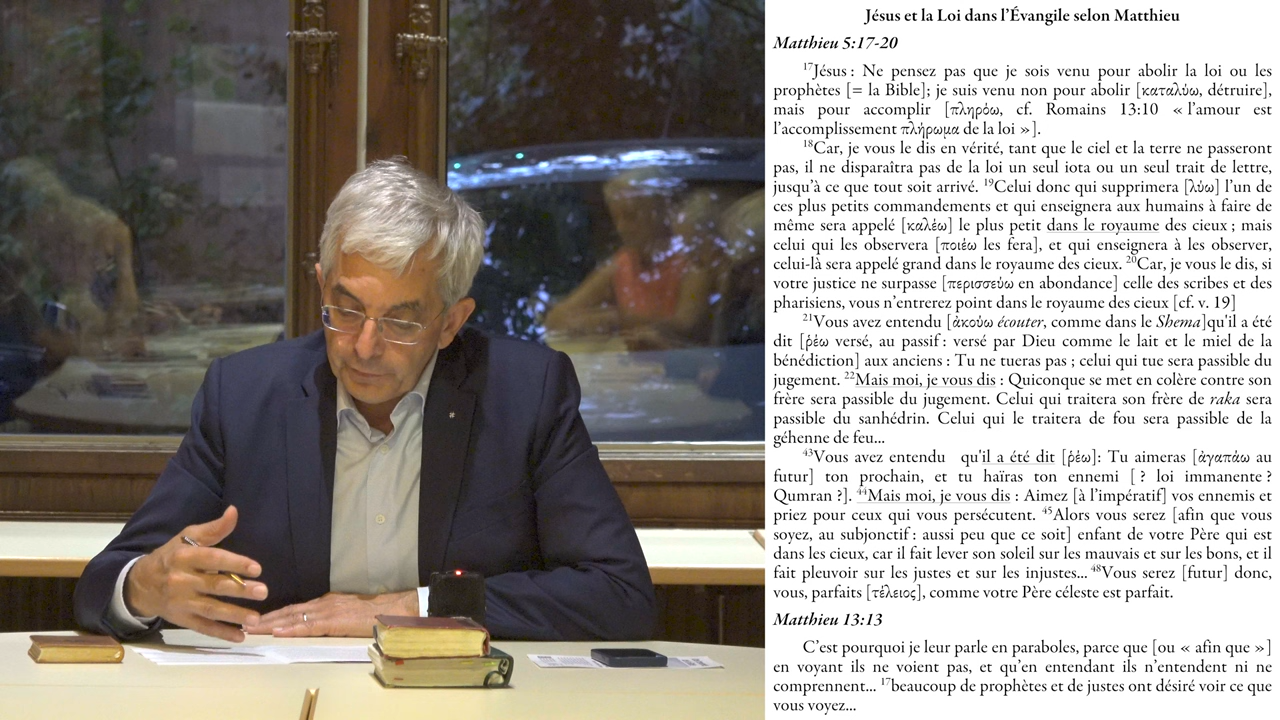 Jésus et la Loi dans l’Évangile selon Matthieu
Matthieu 5:17-20
17Jésus : Ne pensez pas que je sois venu pour abolir la loi ou les
prophètes [= la Bible]; je suis venu non pour abolir [καταλύω, détruire],
mais pour accomplir [πληρόω, cf. Romains 13:10 « l’amour est
l’accomplissement πλήρωμα de la loi »].
18Car, je vous le dis en vérité, tant que le ciel et la terre ne passeront
pas, il ne disparaîtra pas de la loi un seul iota ou un seul trait de lettre,
jusqu’à ce que tout soit arrivé. 19Celui donc qui supprimera [λύω] l’un de
ces plus petits commandements et qui enseignera aux humains à faire de
même sera appelé [καλέω] le plus petit dans le royaume des cieux ; mais
celui qui les observera [ποιέω les fera], et qui enseignera à les observer,
celui-là sera appelé grand dans le royaume des cieux. 20Car, je vous le dis, si
votre justice ne surpasse [περισσεύω en abondance] celle des scribes et des
pharisiens, vous n’entrerez point dans le royaume des cieux [cf. v. 19]
21Vous avez entendu [ἀκούω écouter, comme dans le Shema]qu’il a été
dit [ῥέω versé, au passif : versé par Dieu comme le lait et le miel de la
bénédiction] aux anciens : Tu ne tueras pas ; celui qui tue sera passible du
jugement. 22Mais moi, je vous dis : Quiconque se met en colère contre son
frère sera passible du jugement. Celui qui traitera son frère de raka sera
passible du sanhédrin. Celui qui le traitera de fou sera passible de la
géhenne de feu...
43Vous avez entendu qu'il a été dit [ῥέω]: Tu aimeras [ἀγαπάω au
futur] ton prochain, et tu haïras ton ennemi [ ? loi immanente ?
Qumran ?]. 44Mais moi, je vous dis : Aimez [à l’impératif] vos ennemis et
priez pour ceux qui vous persécutent. 45Alors vous serez [afin que vous
soyez, au subjonctif : aussi peu que ce soit] enfant de votre Père qui est
dans les cieux, car il fait lever son soleil sur les mauvais et sur les bons, et il
fait pleuvoir sur les justes et sur les injustes... 48Vous serez [futur] donc,
vous, parfaits [τέλειος], comme votre Père céleste est parfait.
Matthieu 13:13
C’est pourquoi je leur parle en paraboles, parce que [ou « afin que »]
en voyant ils ne voient pas, et qu’en entendant ils n’entendent ni ne
comprennent... 17beaucoup de prophètes et de justes ont désiré voir ce que
vous voyez...